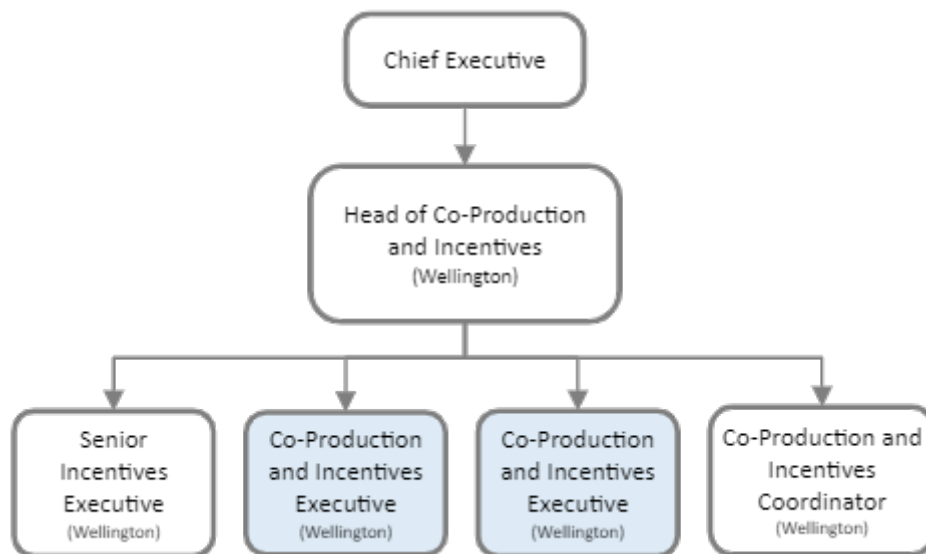 Chief Executive
Head of Co-Production
and Incentives
(Wellington)
Senior
Incentives
Executive
(Wellington)
Co-Production
and Incentives
Executive
(Wellington)
Co-Production
and Incentives
Executive
(Wellington)
Co-Production and
Incentives
Coordinator
(Wellington)